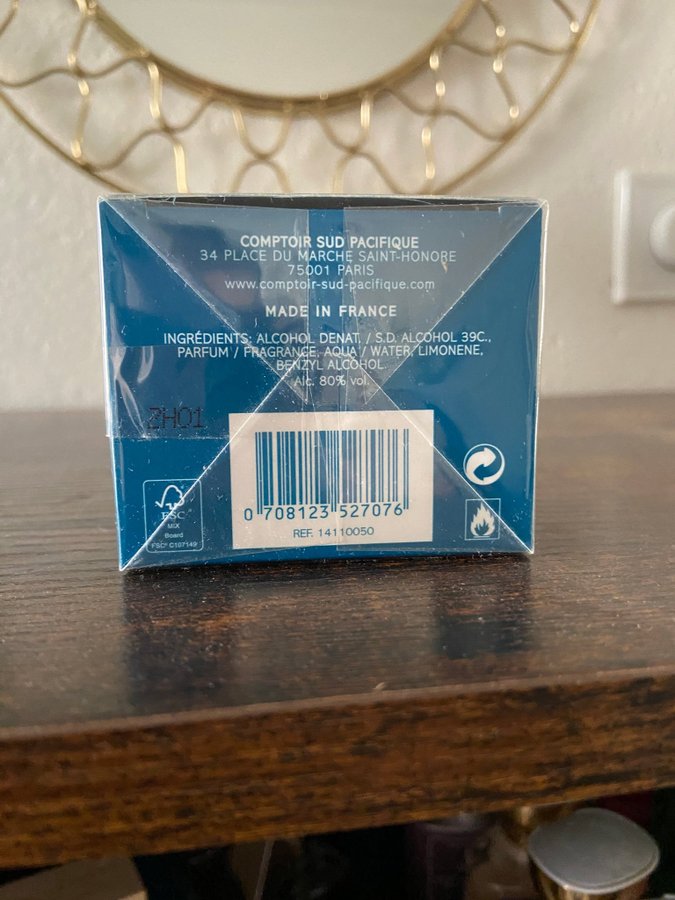 COMPTOIR SUD PACIFIQUE
34 PLACE DU MARCHE SAINT-HONORE
75001 PARIS
www.comptoir-sud-pacifique.com
MADE IN FRANCE
INGRÉDIENTS: ALCOHOL DENAT. / S.D. ALCOHOL 39C.,
PARFUM / FRAGRANCE, AQUA / WATER, LIMONENE,
BENZYL ALCOHOL.
Alc. 80% vol.
2H01
0 708123 527076
REF. 14110050
FSC
MIX
Board
FSC® C107149